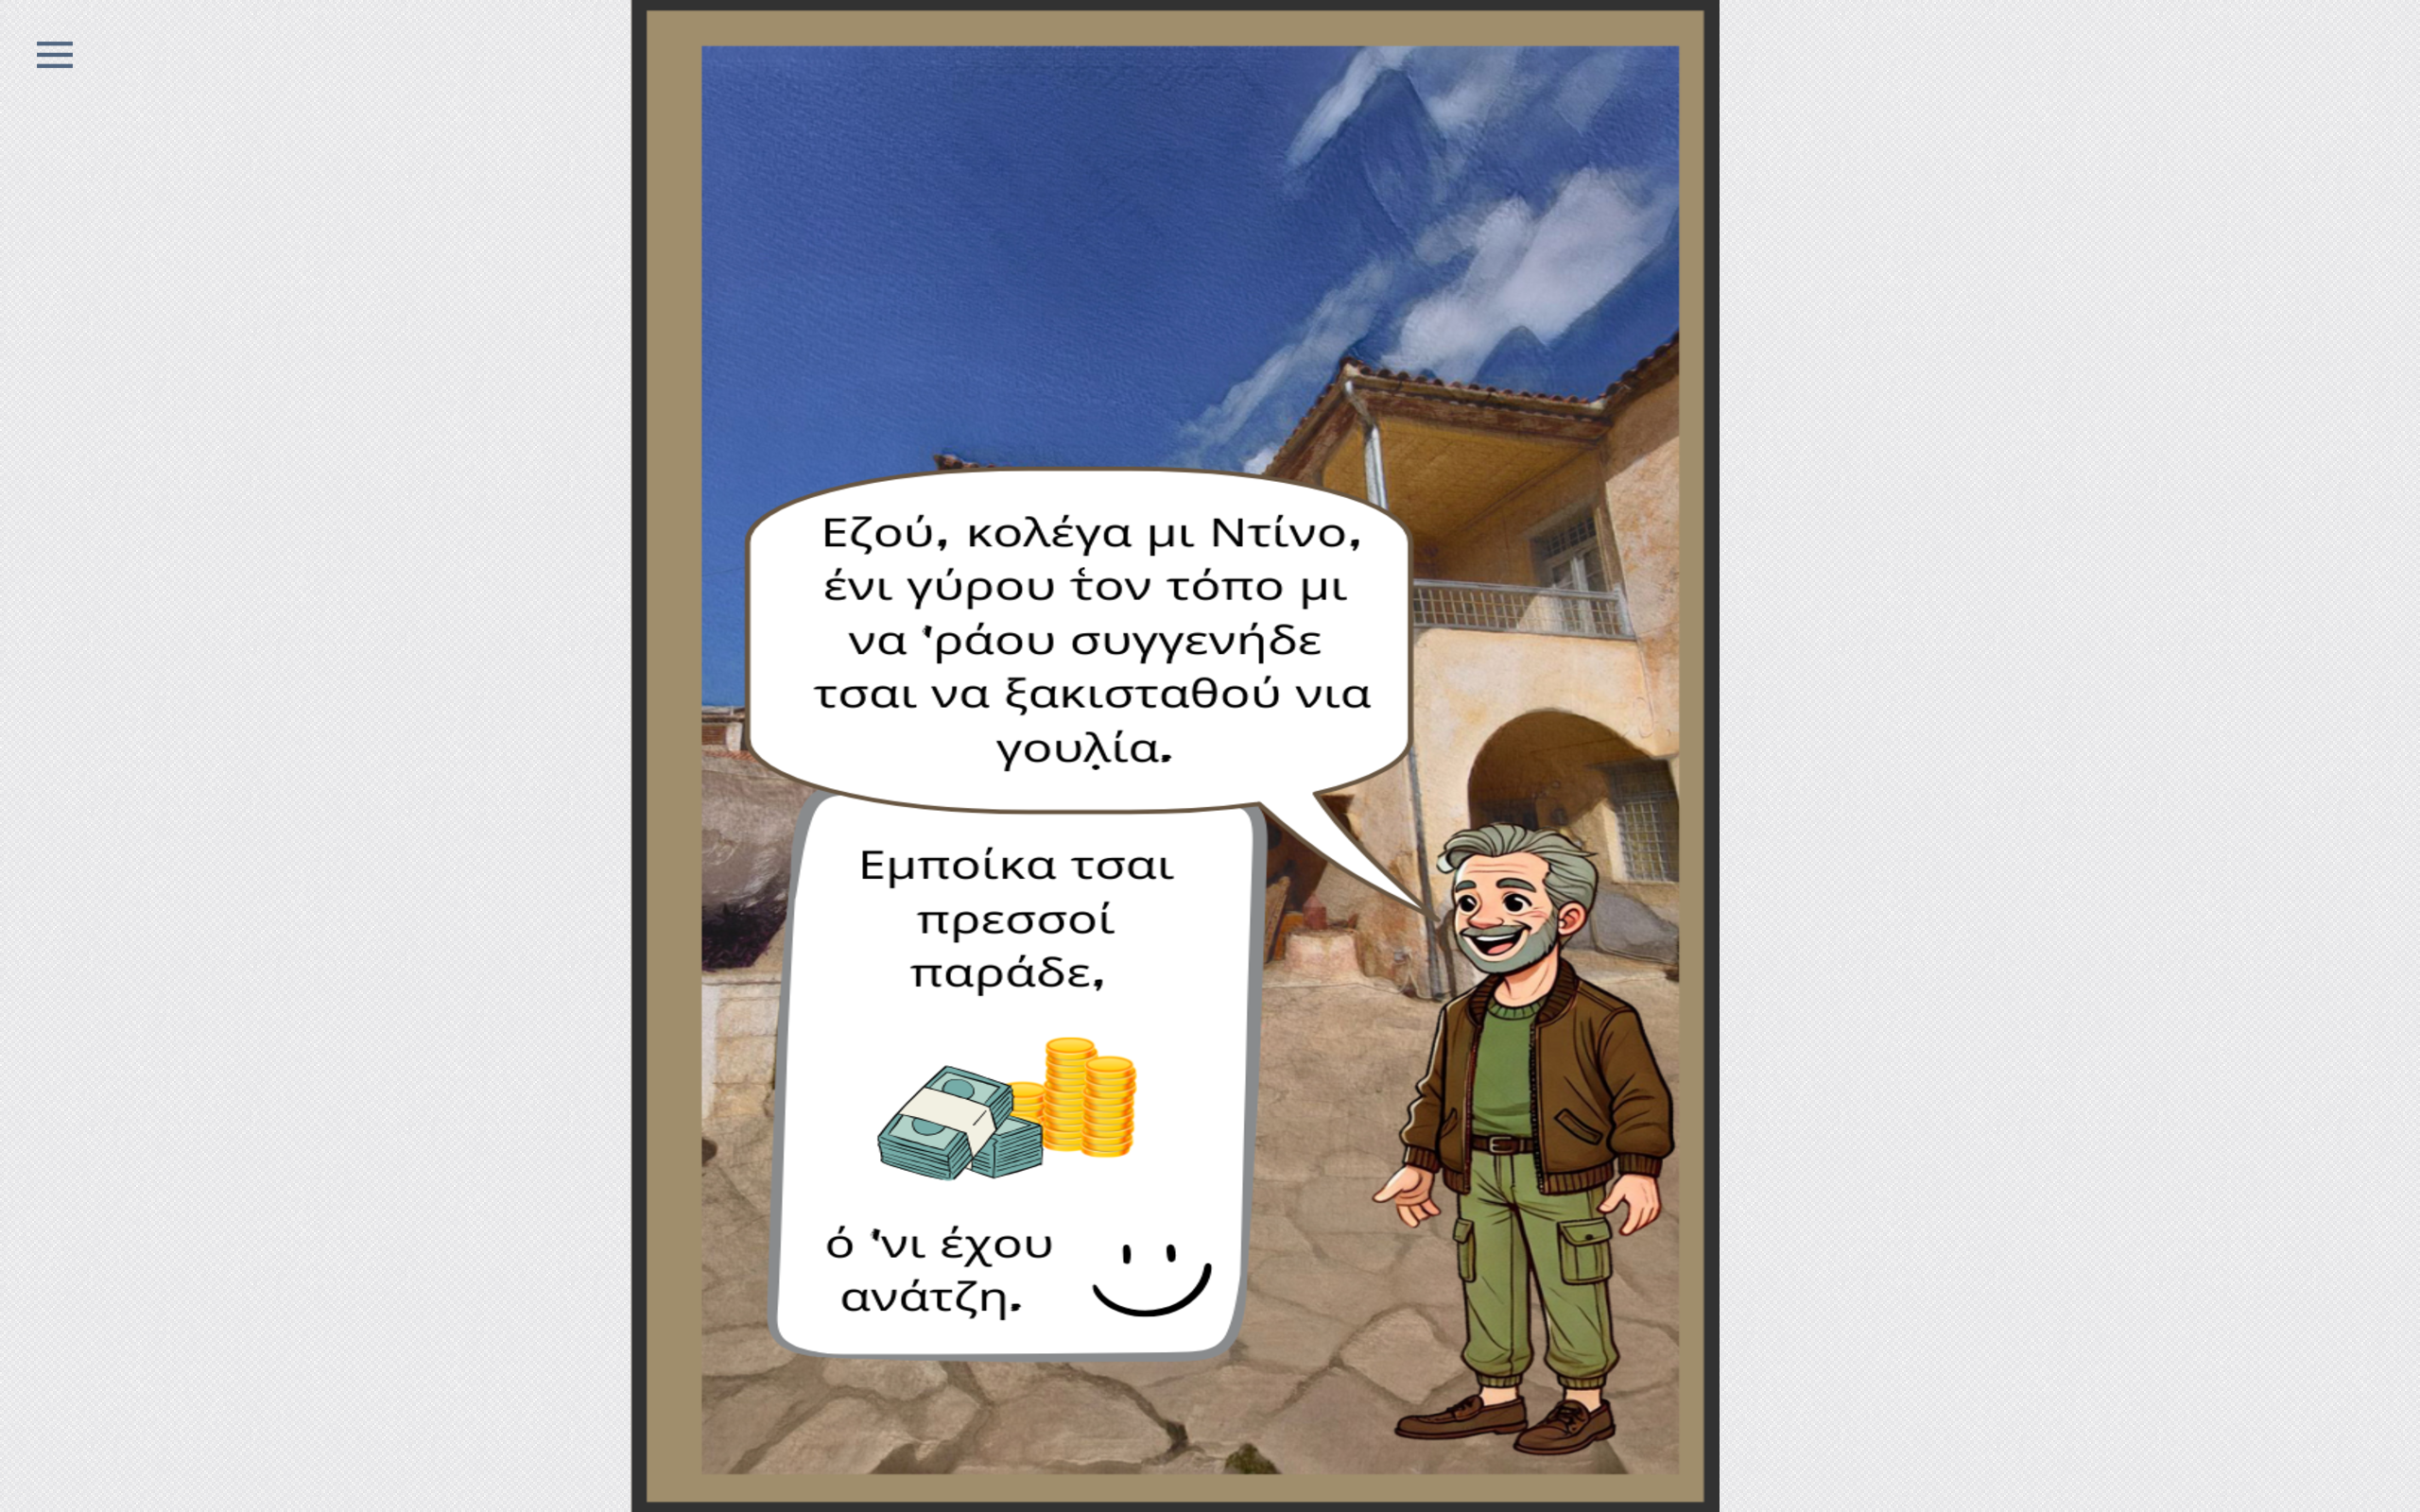 Εζού, κολέγα μι Ντίνο,
ένι γύρου τ̇ον τόπο μι
να 'ράου συγγενήδε
τσαι να ξακισταθού νια
γουλ̣ία.
Εμποίκα τσαι
πρεσσοί
παράδε,
ό 'νι έχου
ανάτζη.